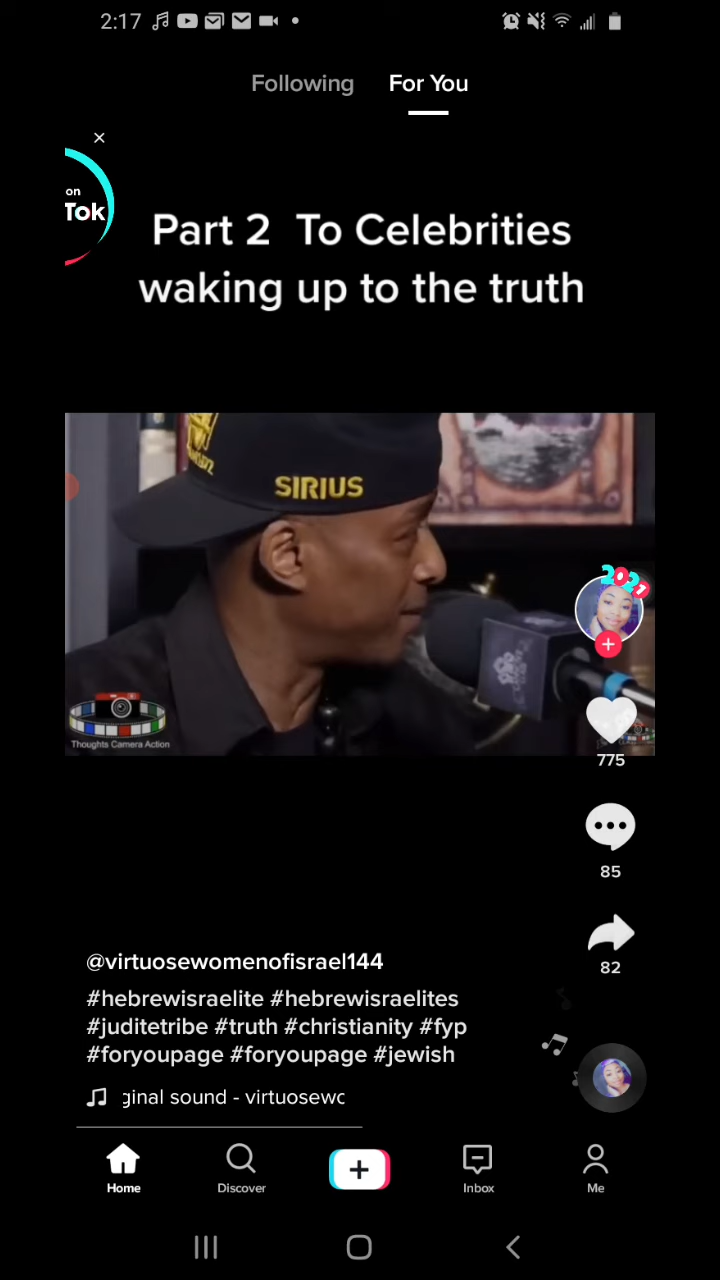 2:17
Following For You
on
Tok
Part 2 To Celebrities
waking up to the truth
SIRIUS
2021
Thoughts Camera Action
775
85
82
@virtuosewomenofisrael144
#hebrewisraelite #hebrewisraelites
#juditetribe #truth #christianity #fyp
#foryoupage #foryoupage #jewish
ginal sound - virtuosewo
Home Discover Inbox Me